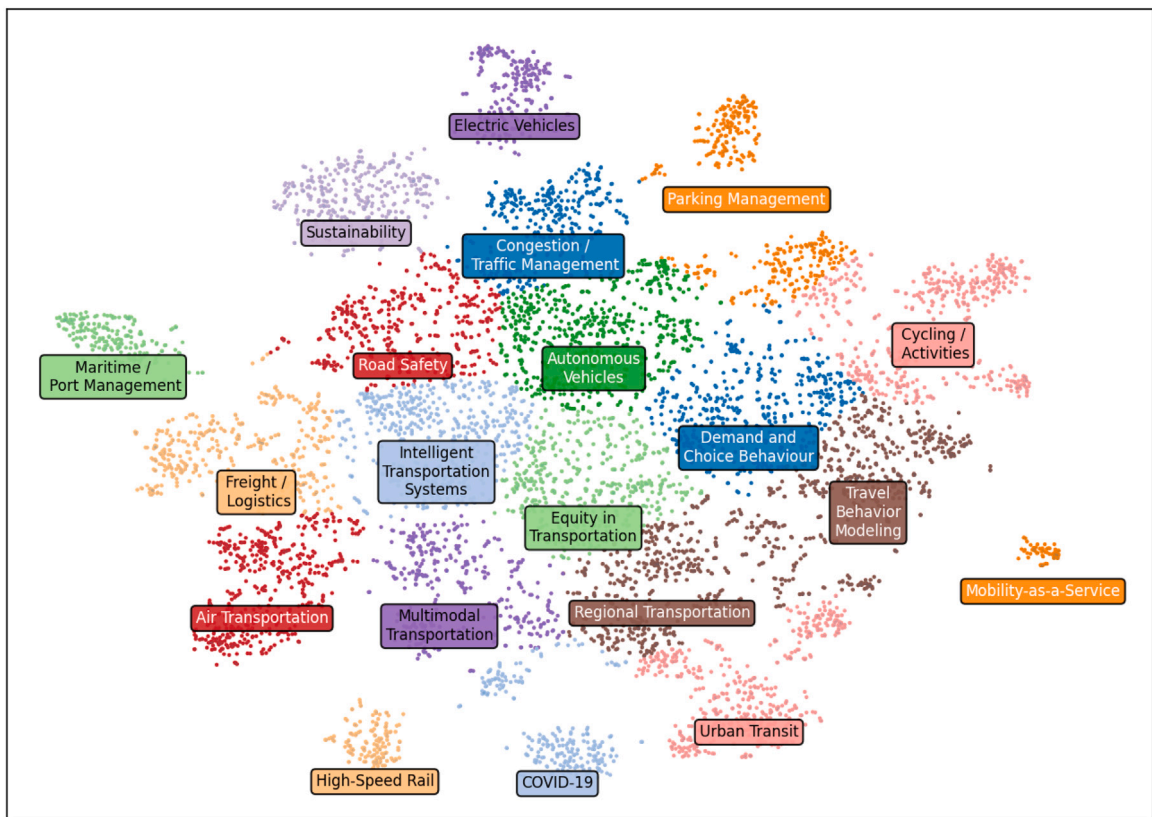 Electric Vehicles
Parking Management
Sustainability
Congestion /
Traffic Management
Cycling /
Activities
Maritime /
Port Management
Road Safety
Autonomous
Vehicles
Demand and
Choice Behaviour
Intelligent
Transportation
Systems
Freight /
Logistics
Travel
Behavior
Modeling
Equity in
Transportation
Mobility-as-a-Service
Air Transportation
Multimodal
Transportation
Regional Transportation
Urban Transit
High-Speed Rail
COVID-19